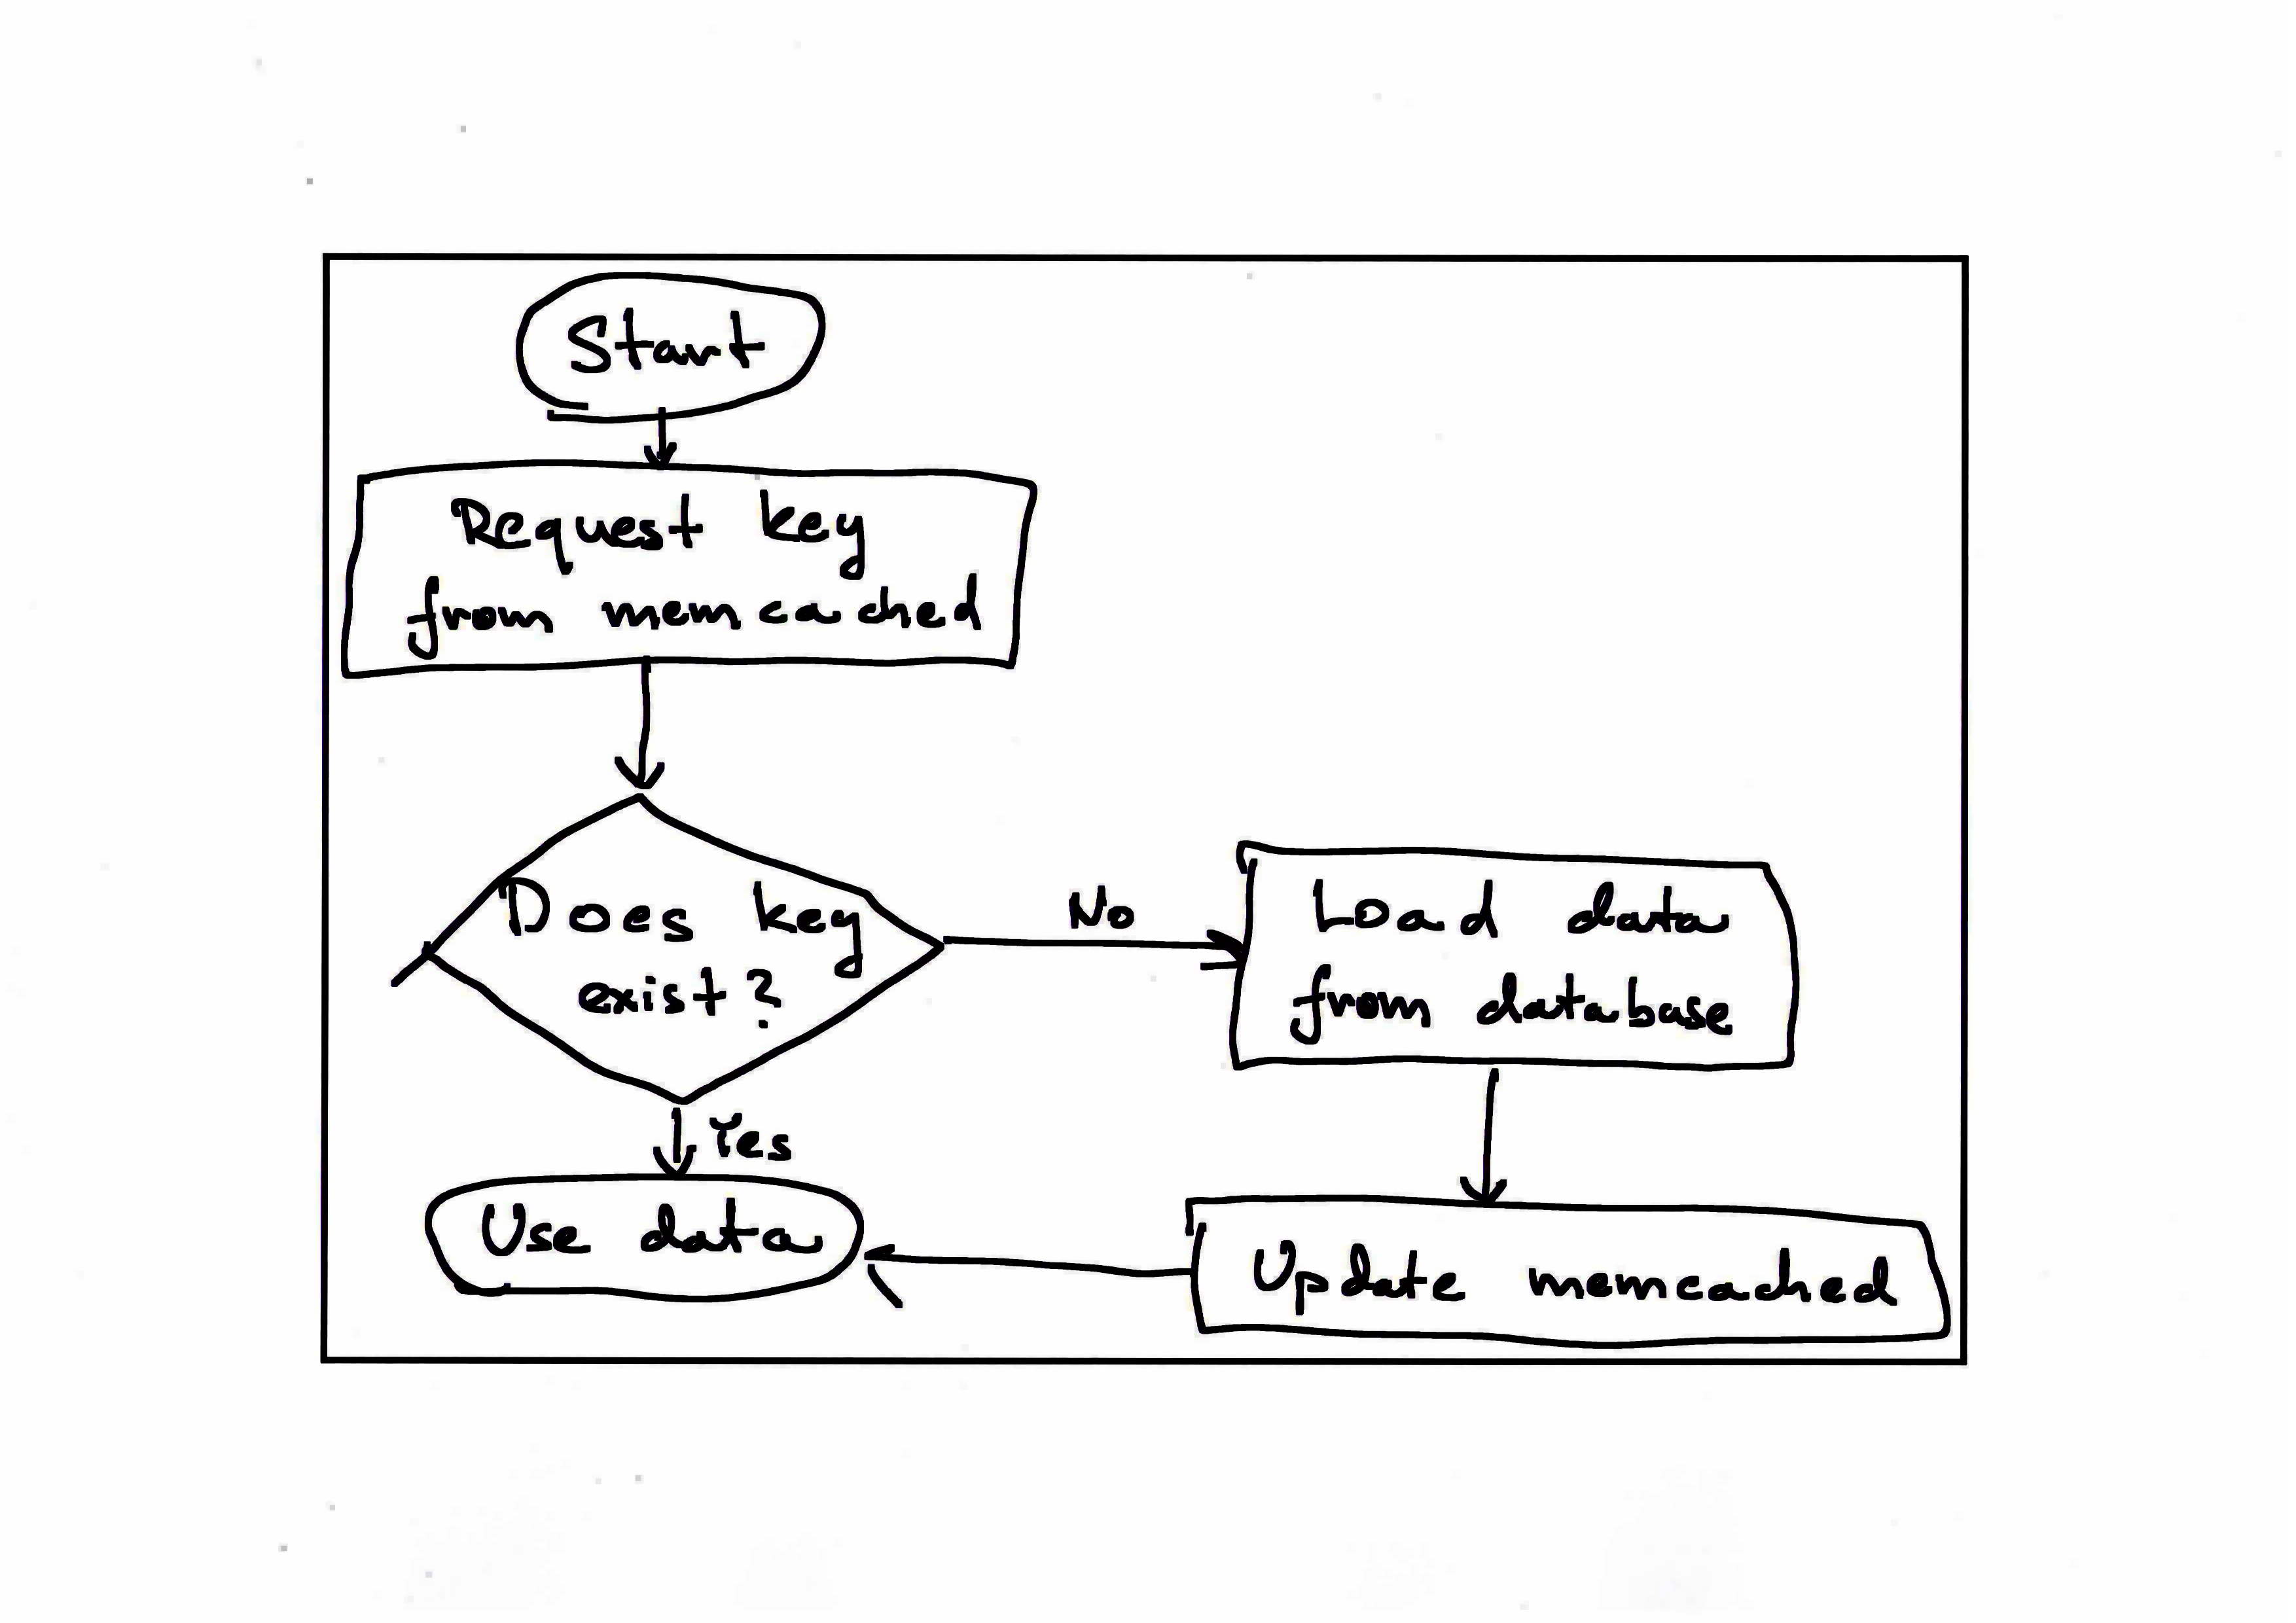 Start
Request key
from memcached
Does key
exist?
No
Load data
from database
Yes
Use data
Update memcached